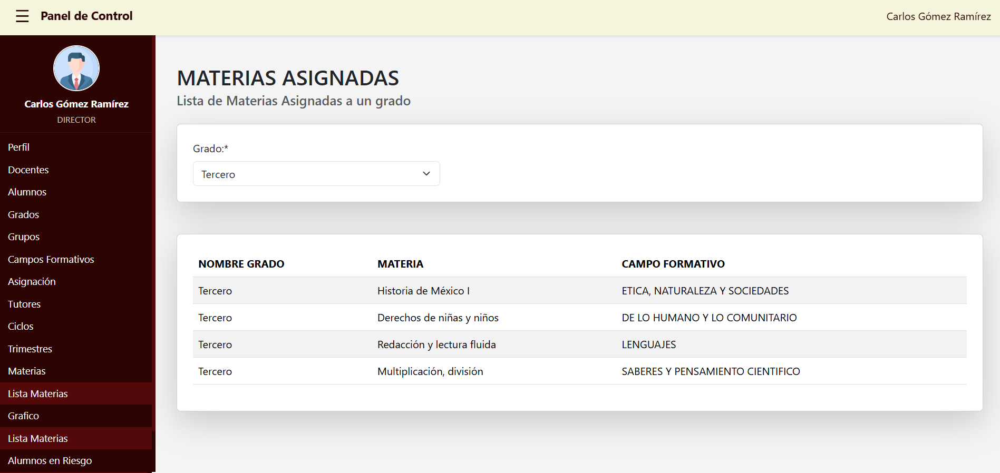 Panel de Control
Carlos Gómez Ramírez
Carlos Gómez Ramírez
DIRECTOR
Perfil
Docentes
Alumnos
Grados
Grupos
Campos Formativos
Asignación
Tutores
Ciclos
Trimestres
Materias
Lista Materias
Grafico
Lista Materias
Alumnos en Riesgo
MATERIAS ASIGNADAS
Lista de Materias Asignadas a un grado
Grado:*
Tercero
NOMBRE GRADO MATERIA CAMPO FORMATIVO
Tercero Historia de México I ETICA, NATURALEZA Y SOCIEDADES
Tercero Derechos de niñas y niños DE LO HUMANO Y LO COMUNITARIO
Tercero Redacción y lectura fluida LENGUAJES
Tercero Multiplicación, división SABERES Y PENSAMIENTO CIENTIFICO